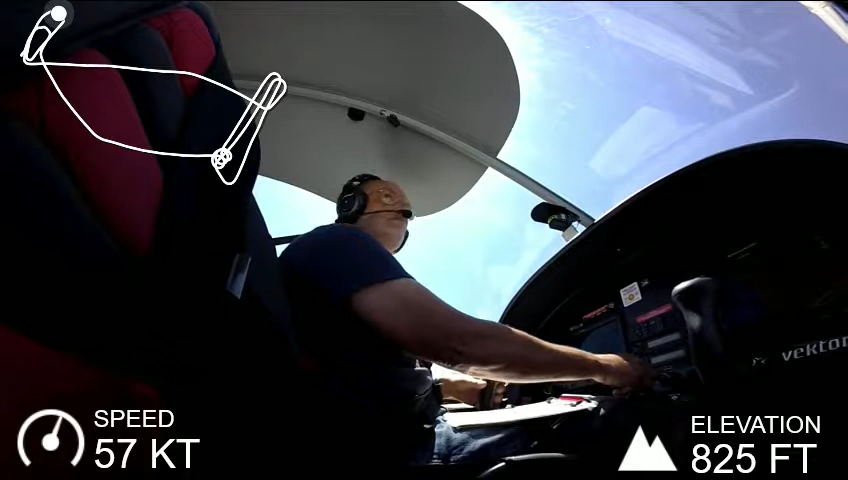 SPEED
57 KT
ELEVATION
825 FT
vektor